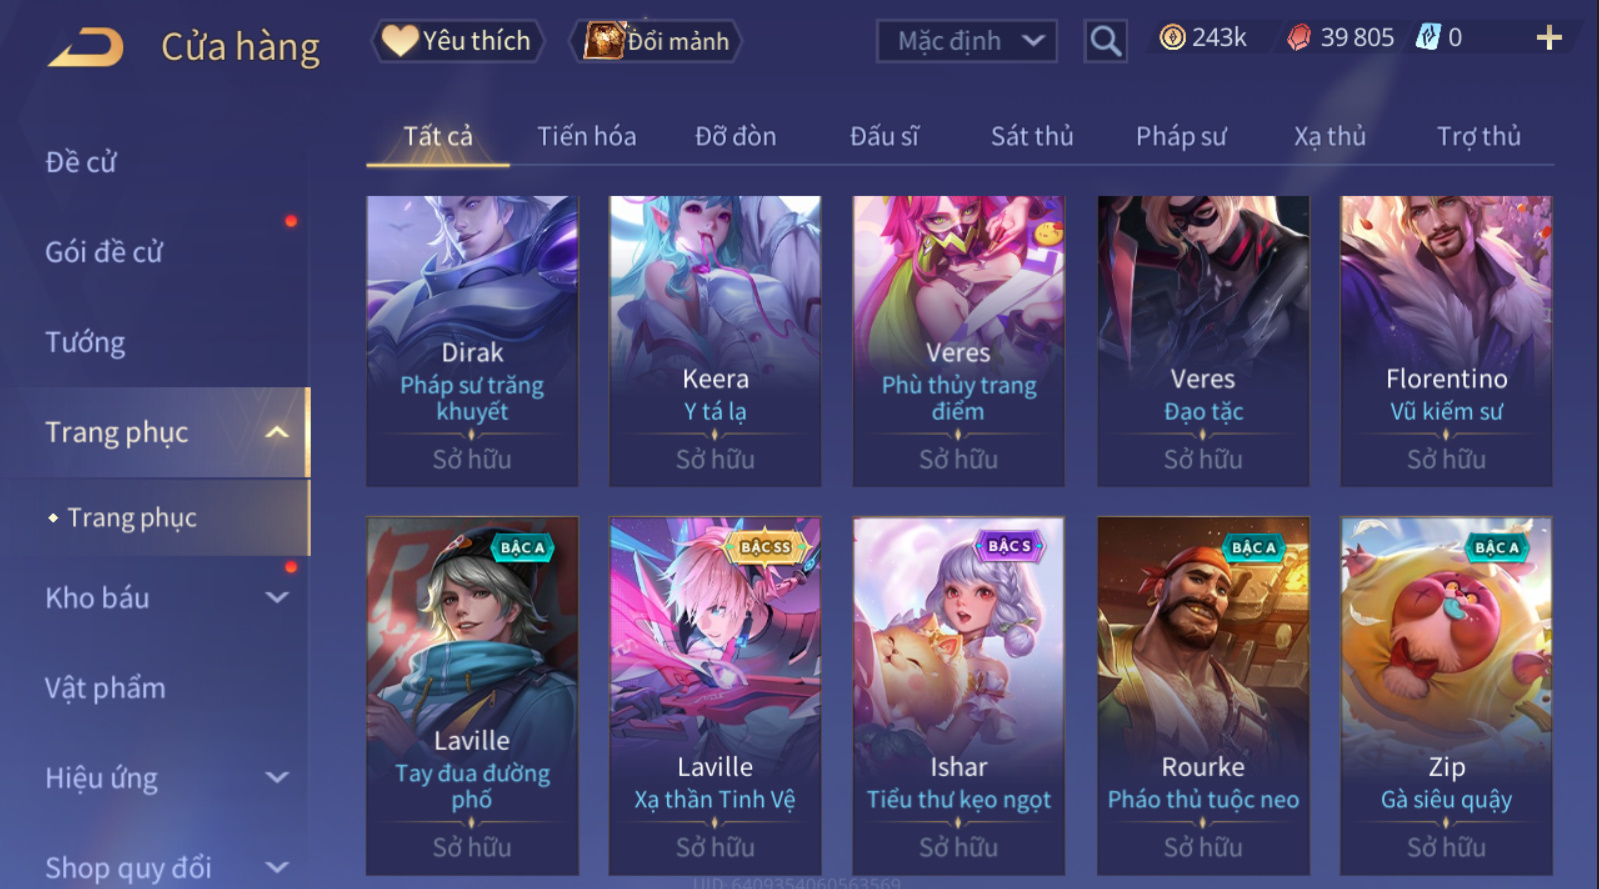 Cửa hàng
Yêu thích
Đổi mảnh
Mặc định
243k
39 805
0
Đề cử
Gói đề cử
Tướng
Trang phục
Trang phục
Kho báu
Vật phẩm
Hiệu ứng
Shop quy đổi
Tất cả
Tiến hóa
Đỡ đòn
Đấu sĩ
Sát thủ
Pháp sư
Xạ thủ
Trợ thủ
Dirak
Pháp sư trăng
khuyết
Sở hữu
Keera
Y tá lạ
Sở hữu
Veres
Phù thủy trang
điểm
Sở hữu
Veres
Đạo tặc
Sở hữu
Florentino
Vũ kiếm sư
Sở hữu
BẬC A
Laville
Tay đua đường
phố
Sở hữu
BẬC SS
Laville
Xạ thần Tinh Vệ
Sở hữu
BẬC S
Ishar
Tiểu thư kẹo ngọt
Sở hữu
BẬC A
Rourke
Pháo thủ tuộc neo
Sở hữu
BẬC A
Zip
Gà siêu quậy
Sở hữu
UID: 6409354060563569